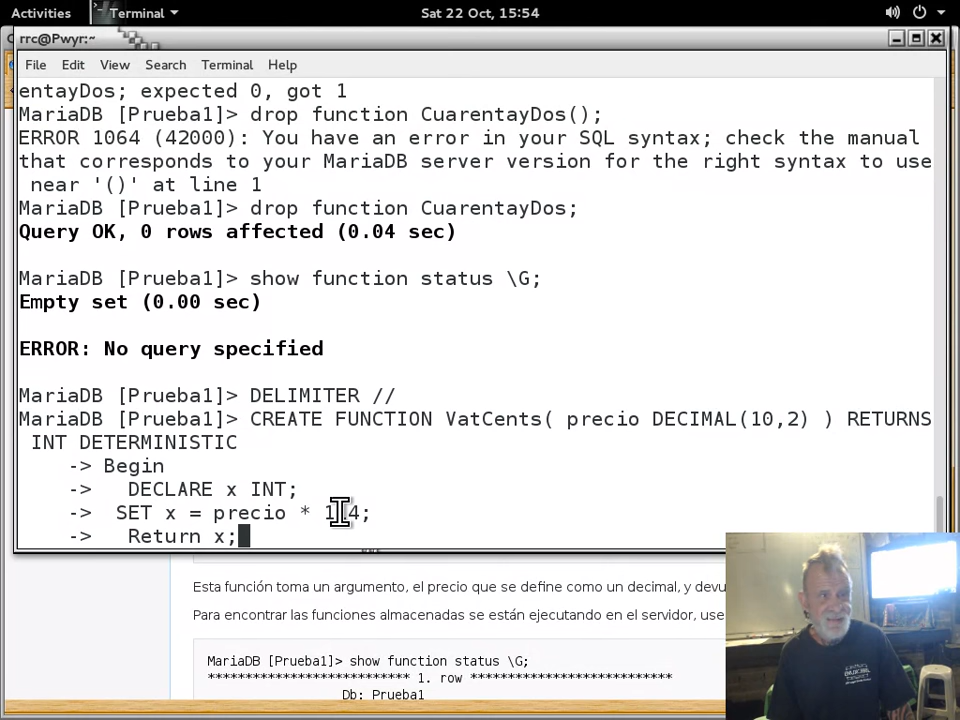 Activities Terminal Sat 22 Oct, 15:54
rrc@Pwyr:~
File Edit View Search Terminal Help
entayDos; expected 0, got 1
MariaDB [Prueba1]> drop function CuarentayDos();
ERROR 1064 (42000): You have an error in your SQL syntax; check the manual
that corresponds to your MariaDB server version for the right syntax to use
near '()' at line 1
MariaDB [Prueba1]> drop function CuarentayDos;
Query OK, 0 rows affected (0.04 sec)
MariaDB [Prueba1]> show function status \G;
Empty set (0.00 sec)
ERROR: No query specified
MariaDB [Prueba1]> DELIMITER //
MariaDB [Prueba1]> CREATE FUNCTION VatCents( precio DECIMAL(10,2) ) RETURNS
INT DETERMINISTIC
-> Begin
-> DECLARE x INT;
-> SET x = precio *
-> Return x;
Esta función toma un argumento, el precio que se define como un decimal, y devu
Para encontrar las funciones almacenadas se están ejecutando en el servidor, use
MariaDB [Prueba1]> show function status \G;
*************************** 1. row ***************************
Db: Prueba1